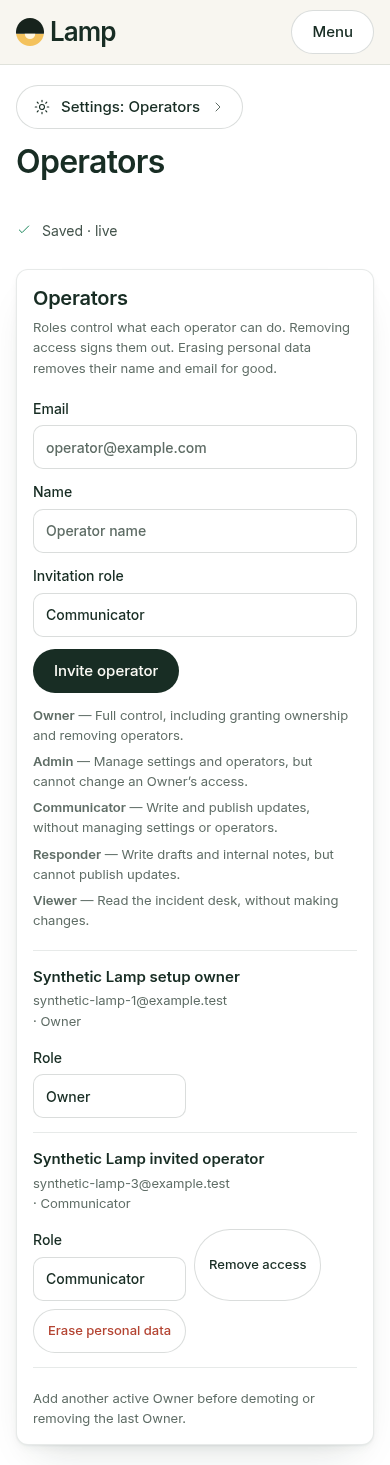 Lamp
Menu
Settings: Operators
Operators
Saved · live
Operators
Roles control what each operator can do. Removing
access signs them out. Erasing personal data
removes their name and email for good.
Email
operator@example.com
Name
Operator name
Invitation role
Communicator
Invite operator
Owner — Full control, including granting ownership
and removing operators.
Admin — Manage settings and operators, but
cannot change an Owner’s access.
Communicator — Write and publish updates,
without managing settings or operators.
Responder — Write drafts and internal notes, but
cannot publish updates.
Viewer — Read the incident desk, without making
changes.
Synthetic Lamp setup owner
synthetic-lamp-1@example.test
· Owner
Role
Owner
Synthetic Lamp invited operator
synthetic-lamp-3@example.test
· Communicator
Role
Communicator
Remove access
Erase personal data
Add another active Owner before demoting or
removing the last Owner.